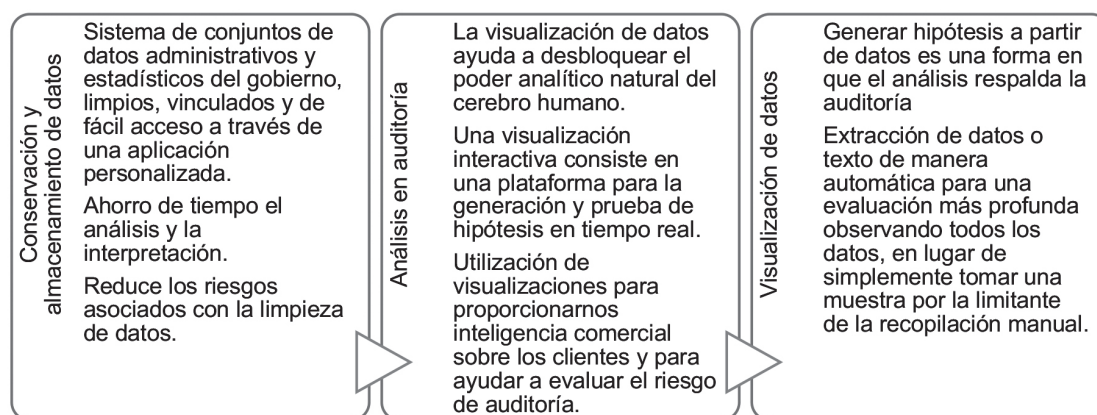 Conservación y
almacenamiento de datos
Sistema de conjuntos de
datos administrativos y
estadísticos del gobierno,
limpios, vinculados y de
fácil acceso a través de
una aplicación
personalizada.
Ahorro de tiempo el
análisis y la
interpretación.
Reduce los riesgos
asociados con la limpieza
de datos.
Análisis en auditoría
La visualización de datos
ayuda a desbloquear el
poder analítico natural del
cerebro humano.
Una visualización
interactiva consiste en
una plataforma para la
generación y prueba de
hipótesis en tiempo real.
Utilización de
visualizaciones para
proporcionarnos
inteligencia comercial
sobre los clientes y para
ayudar a evaluar el riesgo
de auditoría.
Visualización de datos
Generar hipótesis a partir
de datos es una forma en
que el análisis respalda la
auditoría
Extracción de datos o
texto de manera
automática para una
evaluación más profunda
observando todos los
datos, en lugar de
simplemente tomar una
muestra por la limitante
de la recopilación manual.